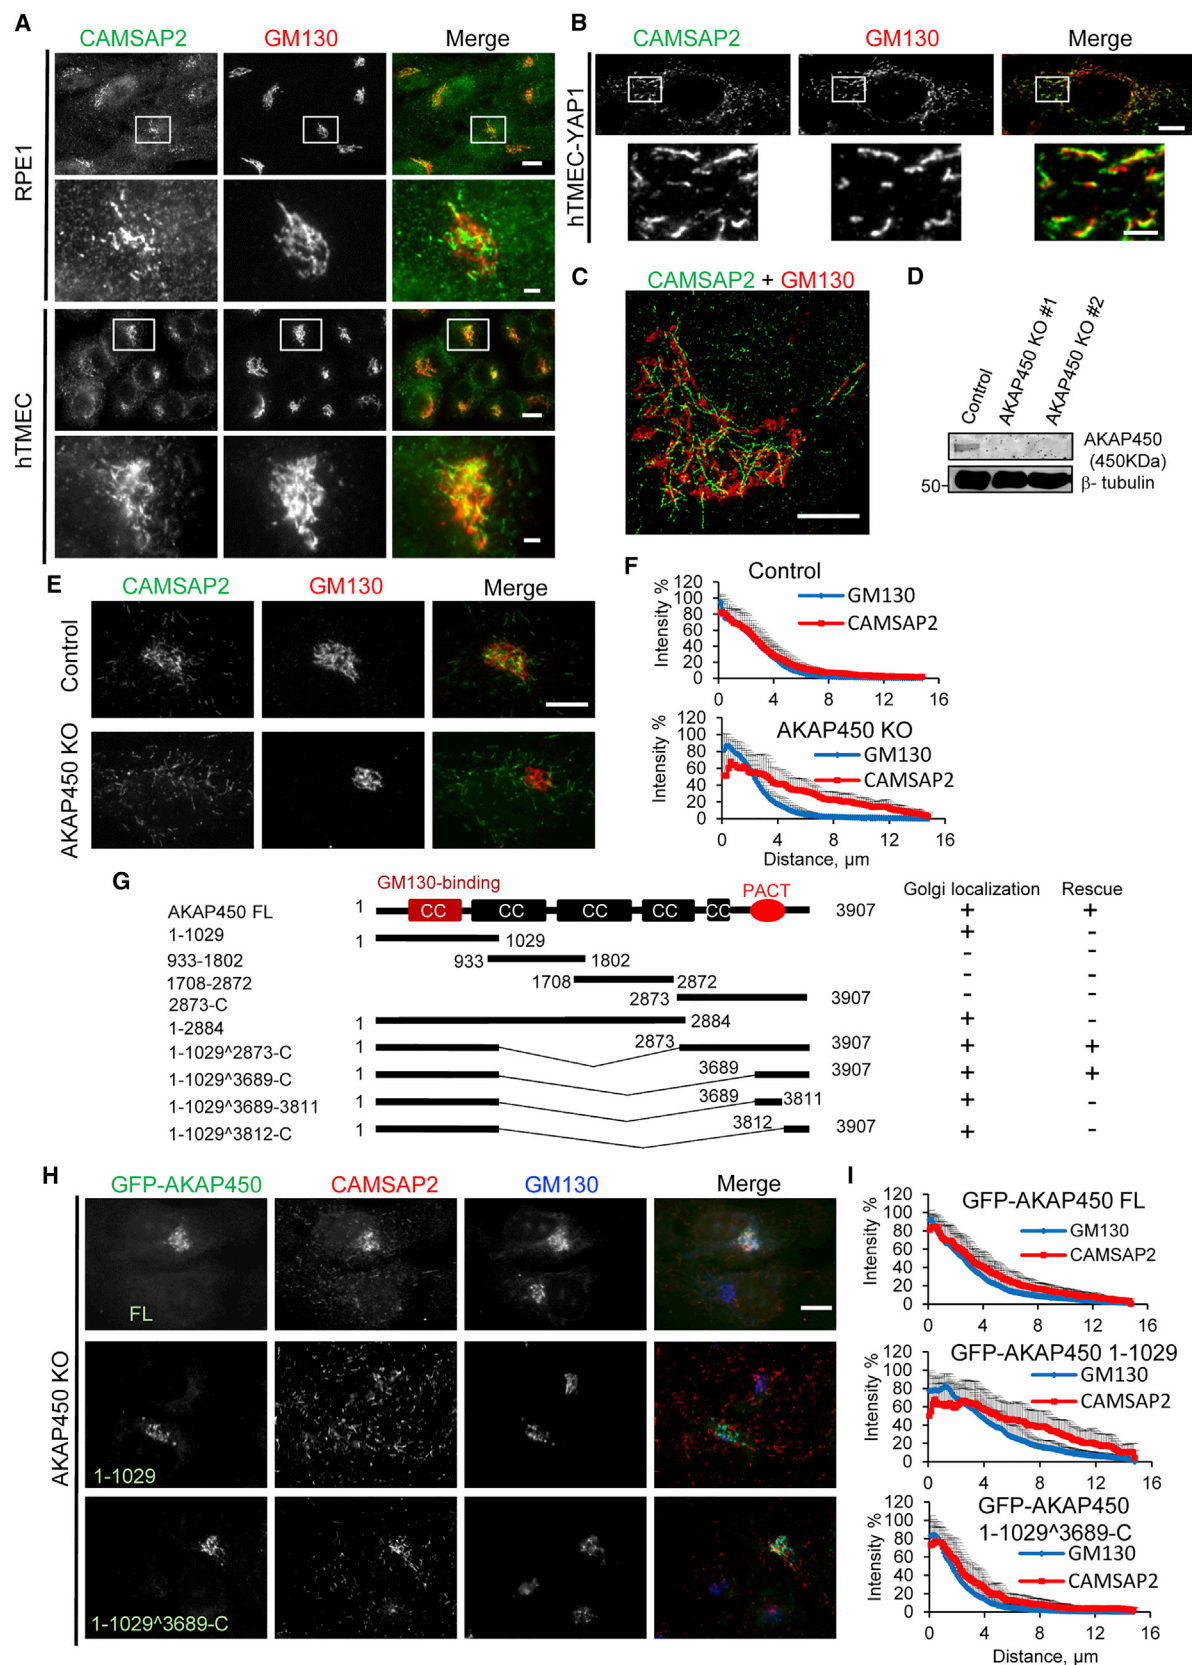 A
CAMSAP2 GM130 Merge
RPE1
hTMEC
B
CAMSAP2 GM130 Merge
hTMEC-YAP1
C
CAMSAP2 + GM130
D
Control
AKAP450 KO #1
AKAP450 KO #2
AKAP450
(450KDa)
50
β- tubulin
E
CAMSAP2 GM130 Merge
Control
AKAP450 KO
F
Control
Intensity %
120
100
80
60
40
20
0
GM130
CAMSAP2
0 4 8 12 16
AKAP450 KO
Intensity %
120
100
80
60
40
20
0
GM130
CAMSAP2
0 4 8 12 16
Distance, µm
G
GM130-binding PACT Golgi localization Rescue
AKAP450 FL 1 CC CC CC CC CC 3907 + +
1-1029 1 1029 + -
933-1802 933 1802 - -
1708-2872 1708 2872 - -
2873-C 2873 3907 - -
1-2884 1 2884 + -
1-1029^2873-C 1 2873 3907 + +
1-1029^3689-C 1 3689 3907 + +
1-1029^3689-3811 1 3689 3811 + -
1-1029^3812-C 1 3812 3907 + -
H
GFP-AKAP450 CAMSAP2 GM130 Merge
AKAP450 KO
FL
1-1029
1-1029^3689-C
I
GFP-AKAP450 FL
Intensity %
120
100
80
60
40
20
0
GM130
CAMSAP2
0 4 8 12 16
GFP-AKAP450 1-1029
Intensity %
120
100
80
60
40
20
0
GM130
CAMSAP2
0 4 8 12 16
GFP-AKAP450
1-1029^3689-C
Intensity %
120
100
80
60
40
20
0
GM130
CAMSAP2
0 4 8 12 16
Distance, µm